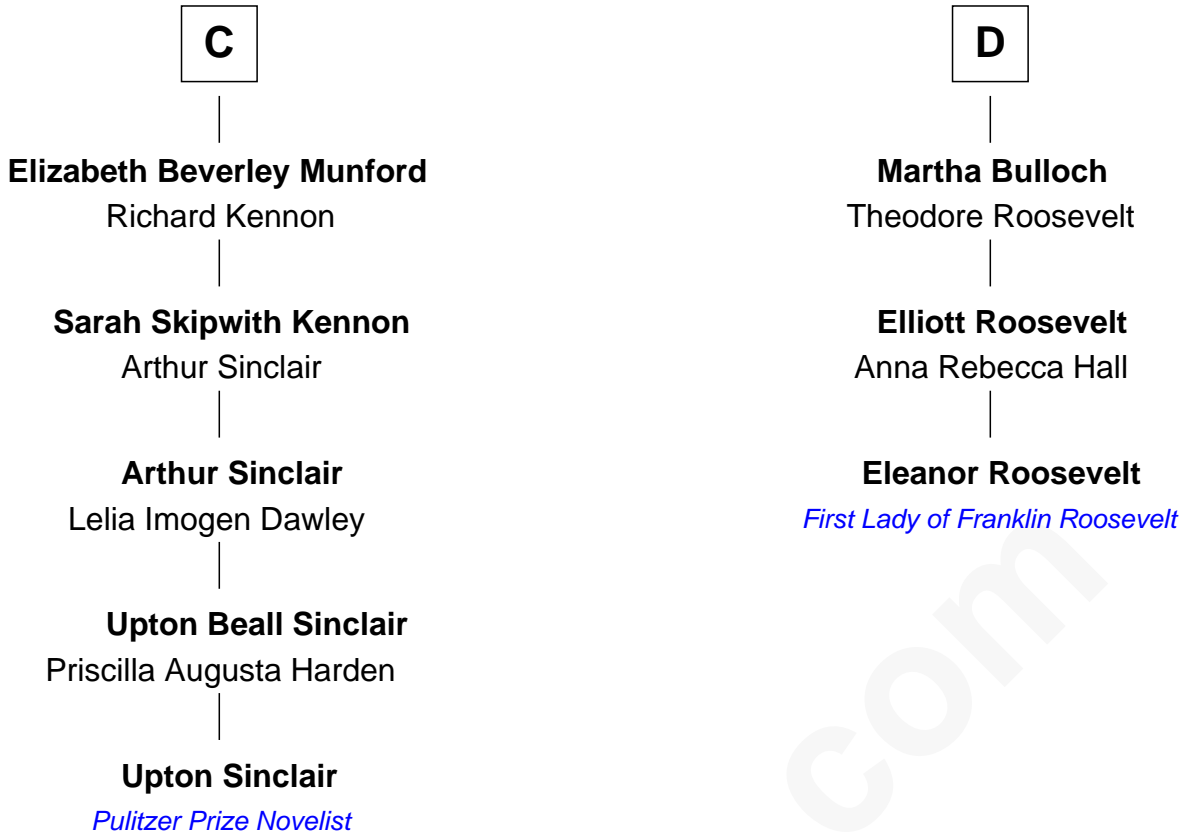 C
Elizabeth Beverley Munford
Richard Kennon
Sarah Skipwith Kennon
Arthur Sinclair
Arthur Sinclair
Lelia Imogen Dawley
Upton Beall Sinclair
Priscilla Augusta Harden
Upton Sinclair
Pulitzer Prize Novelist
D
Martha Bulloch
Theodore Roosevelt
Elliott Roosevelt
Anna Rebecca Hall
Eleanor Roosevelt
First Lady of Franklin Roosevelt
com